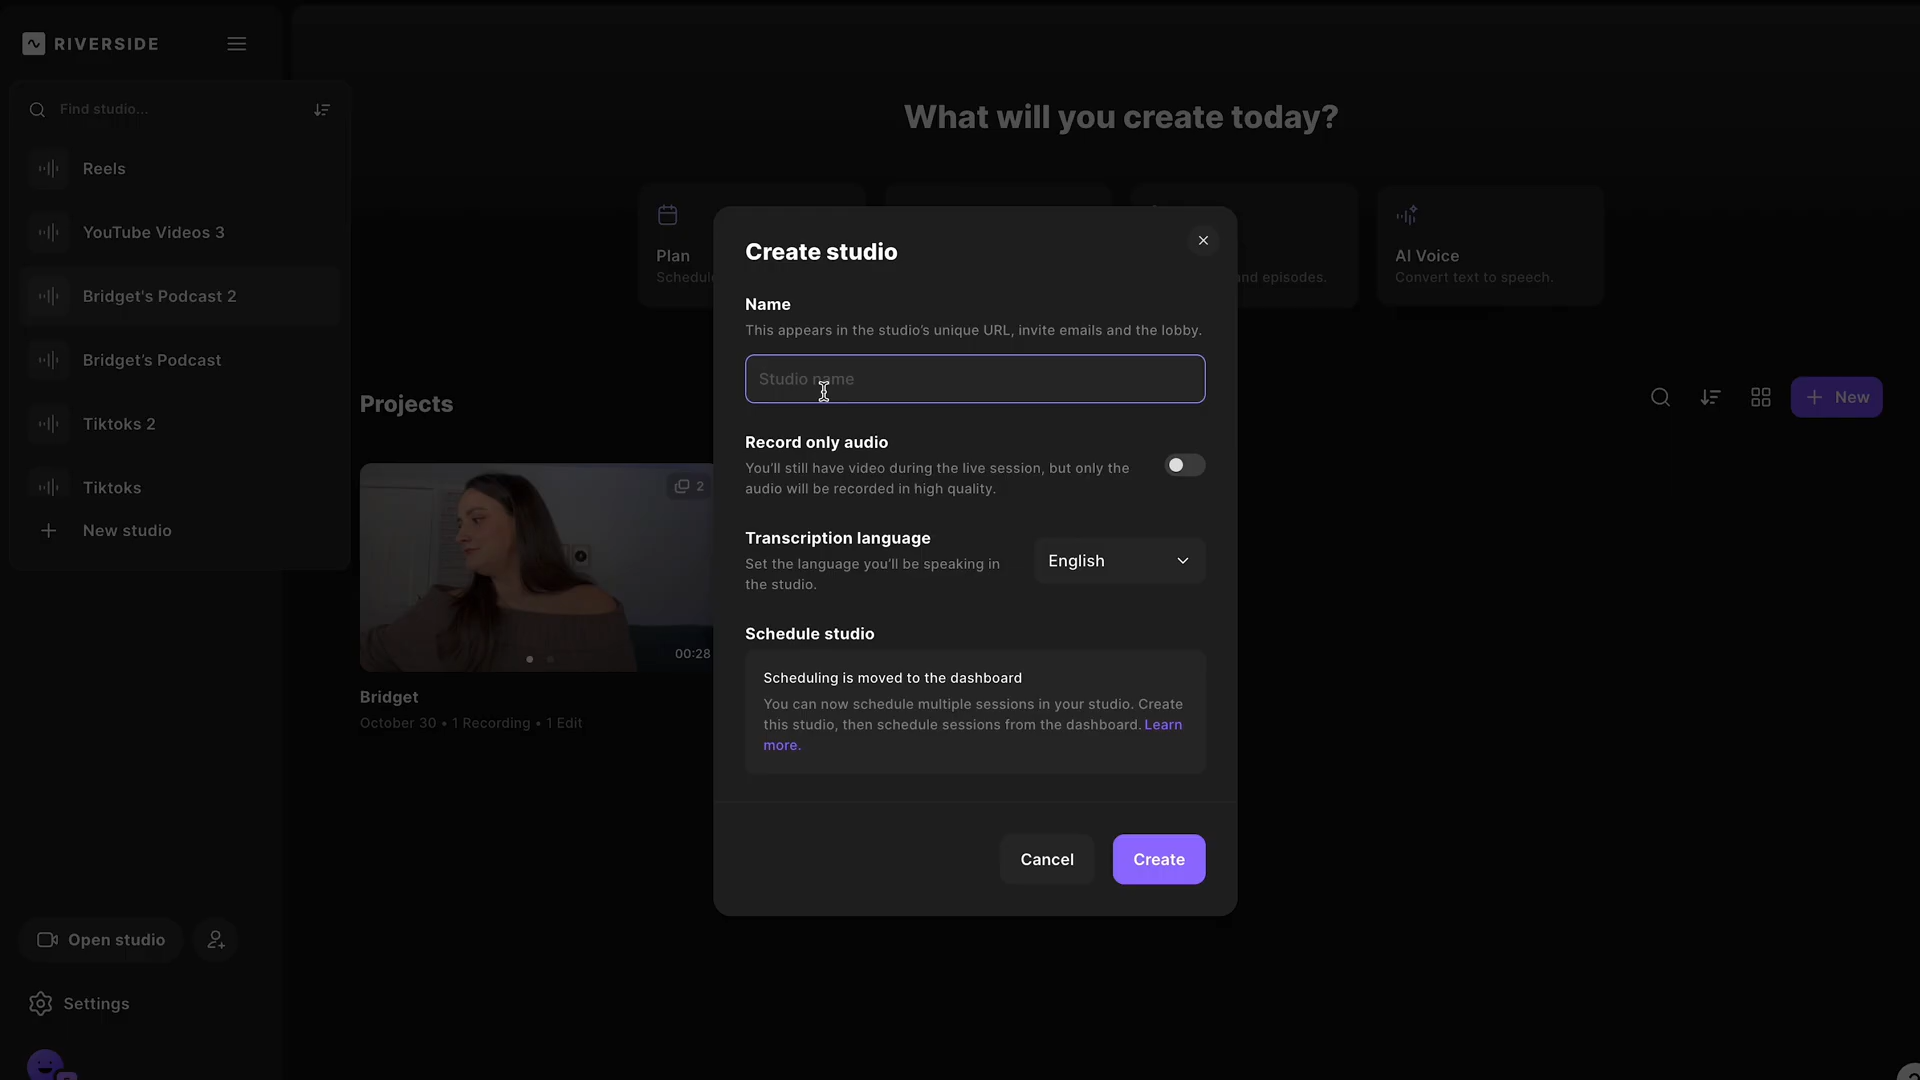 RIVERSIDE
Find studio...
Reels
YouTube Videos 3
Bridget's Podcast 2
Bridget's Podcast
Tiktoks 2
Tiktoks
New studio
Open studio
Settings
What will you create today?
Plan
AI Voice
Convert text to speech.
nd episodes.
Projects
New
2
00:28
Bridget
October 30 • 1 Recording • 1 Edit
Create studio
Name
This appears in the studio's unique URL, invite emails and the lobby.
Studio name
Record only audio
You'll still have video during the live session, but only the
audio will be recorded in high quality.
Transcription language
Set the language you'll be speaking in
the studio.
English
Schedule studio
Scheduling is moved to the dashboard
You can now schedule multiple sessions in your studio. Create
this studio, then schedule sessions from the dashboard. Learn
more.
Cancel
Create